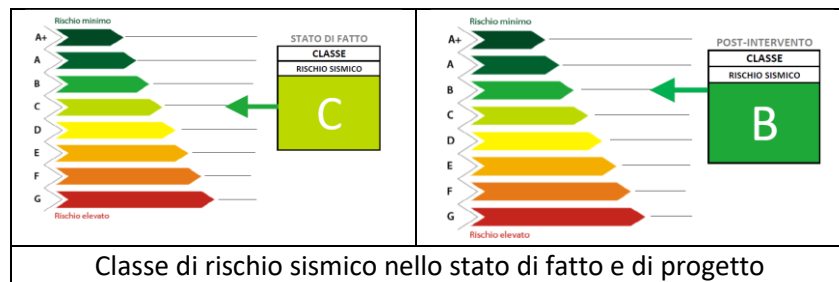 Rischio minimo
A+
A
B
C
D
E
F
G
Rischio elevato
STATO DI FATTO
CLASSE
RISCHIO SISMICO
C
Rischio minimo
A+
A
B
C
D
E
F
G
Rischio elevato
POST-INTERVENTO
CLASSE
RISCHIO SISMICO
B
Classe di rischio sismico nello stato di fatto e di progetto